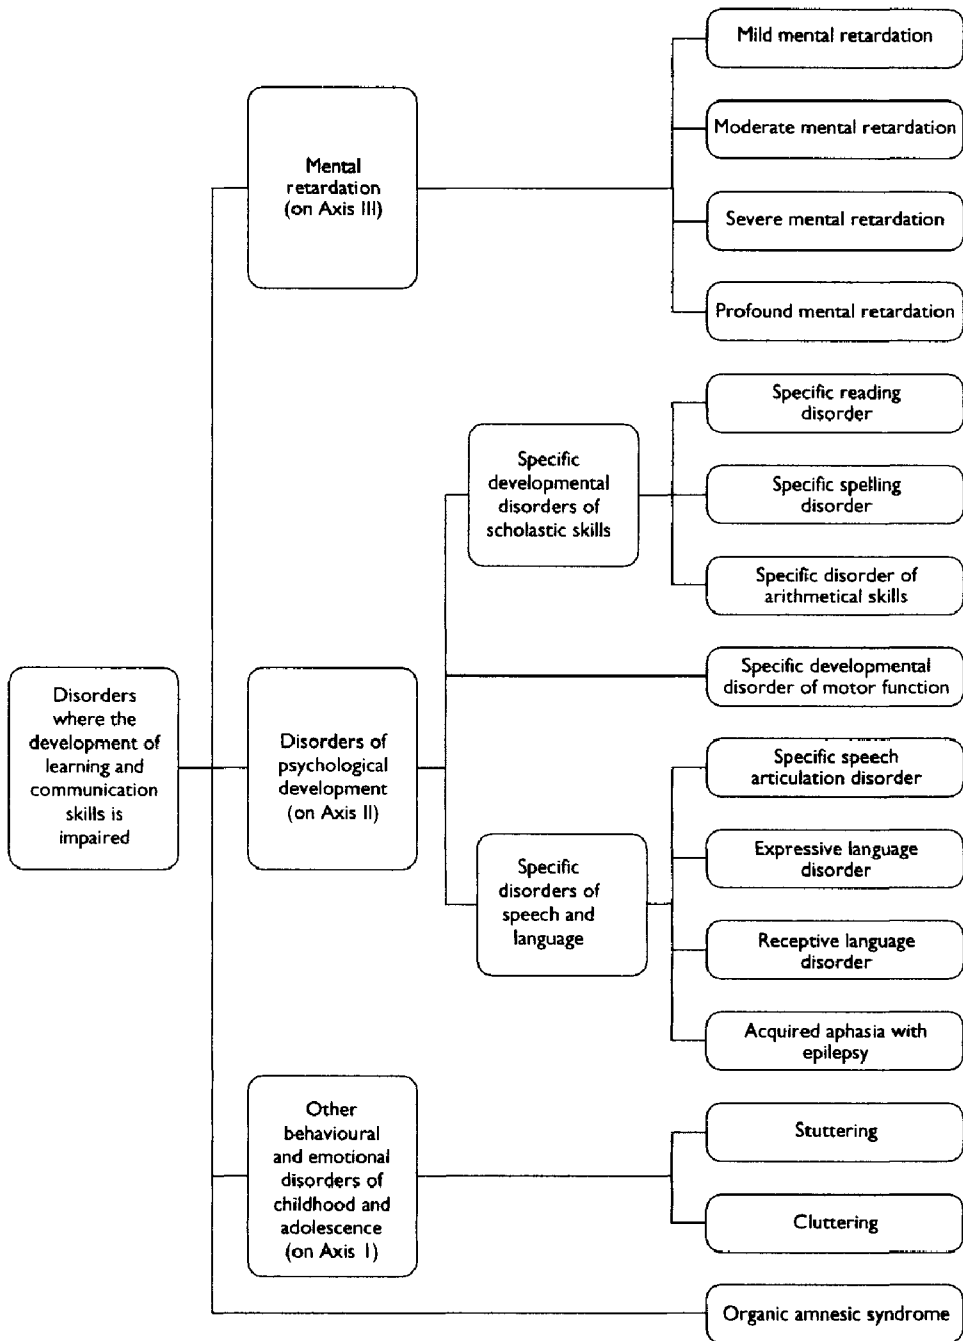 Mild mental retardation
Moderate mental retardation
Mental
retardation
(on Axis III)
Severe mental retardation
Profound mental retardation
Specific reading
disorder
Specific
developmental
disorders of
scholastic skills
Specific spelling
disorder
Specific disorder of
arithmetical skills
Disorders
where the
development of
learning and
communication
skills is
impaired
Disorders of
psychological
development
(on Axis II)
Specific developmental
disorder of motor function
Specific speech
articulation disorder
Specific
disorders of
speech and
language
Expressive language
disorder
Receptive language
disorder
Acquired aphasia with
epilepsy
Other
behavioural
and emotional
disorders of
childhood and
adolescence
(on Axis I)
Stuttering
Cluttering
Organic amnesic syndrome